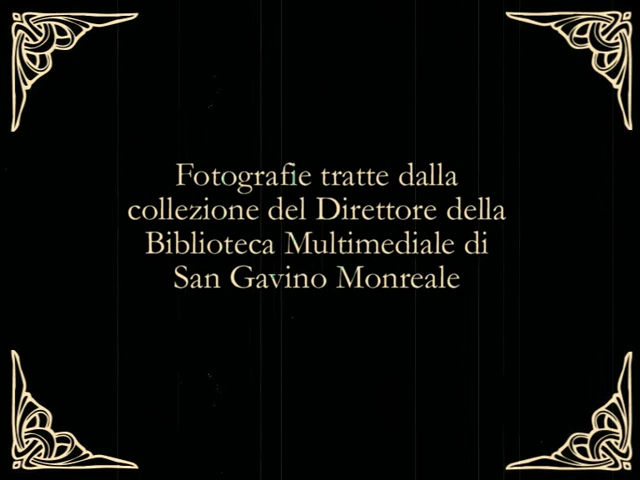 Fotografie tratte dalla
collezione del Direttore della
Biblioteca Multimediale di
San Gavino Monreale